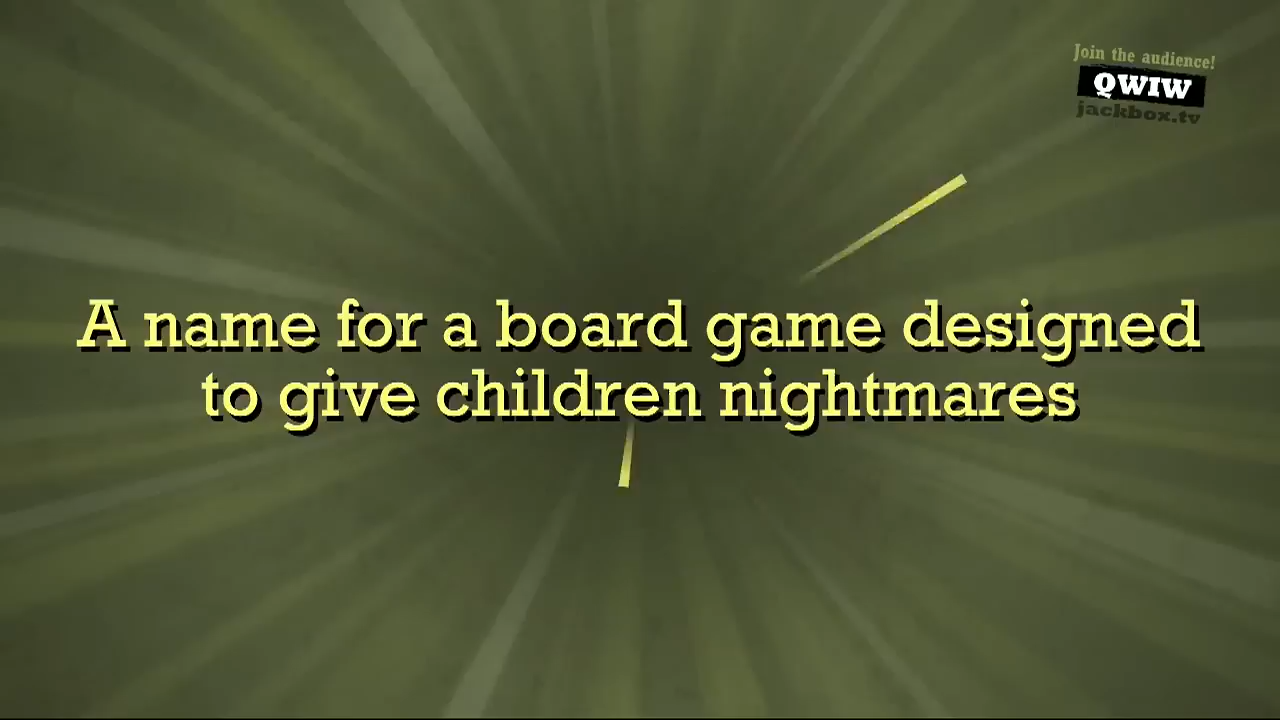 Join the audience!
QWIW
jackbox.tv
A name for a board game designed
to give children nightmares